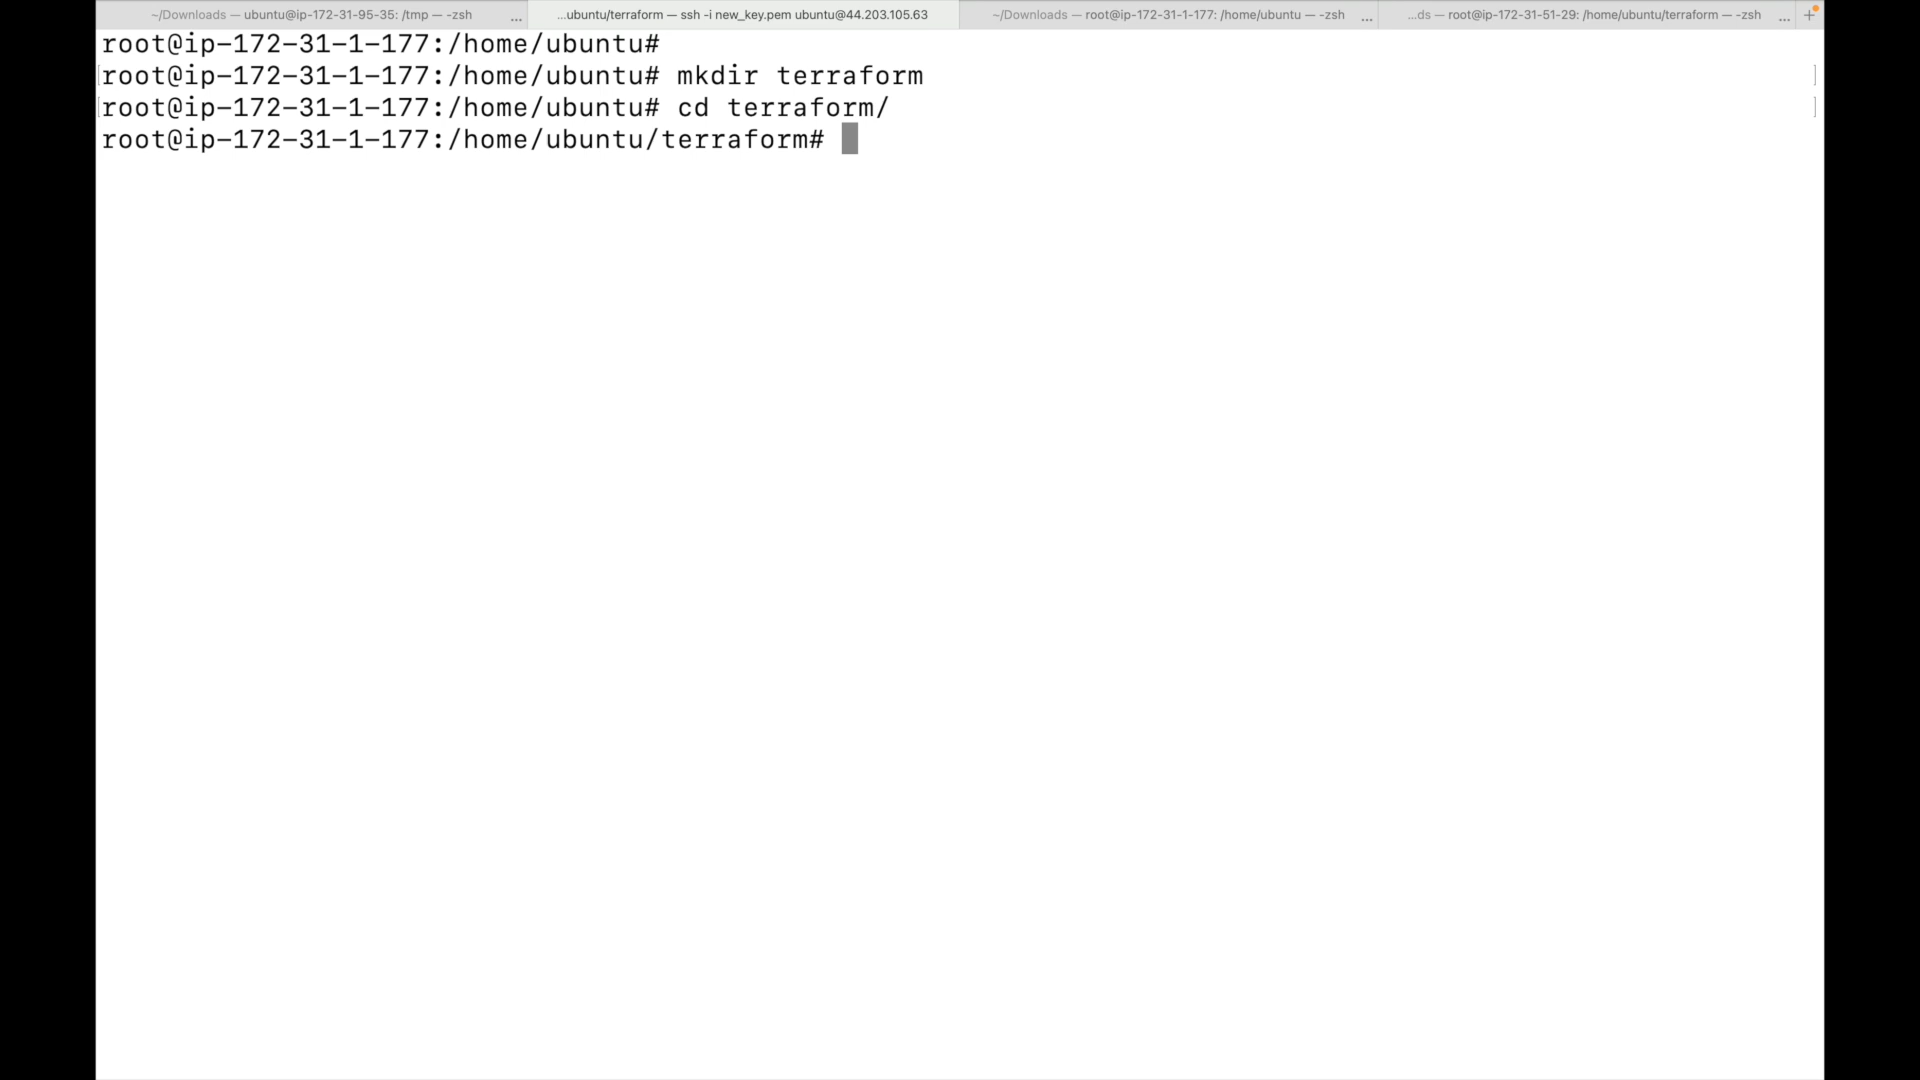 ~/Downloads — ubuntu@ip-172-31-95-35: /tmp — -zsh ...
...ubuntu/terraform — ssh -i new_key.pem ubuntu@44.203.105.63
~/Downloads — root@ip-172-31-1-177: /home/ubuntu — -zsh ...
...ds — root@ip-172-31-51-29: /home/ubuntu/terraform — -zsh ... +
root@ip-172-31-1-177:/home/ubuntu#
[root@ip-172-31-1-177:/home/ubuntu# mkdir terraform ]
[root@ip-172-31-1-177:/home/ubuntu# cd terraform/ ]
root@ip-172-31-1-177:/home/ubuntu/terraform#